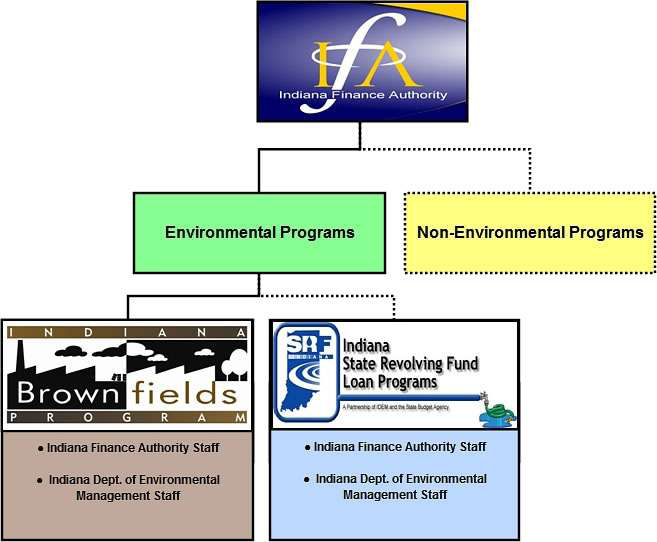 IFA
Indiana Finance Authority
Environmental Programs
Non-Environmental Programs
INDIANA
Brownfields
PROGRAM
• Indiana Finance Authority Staff
• Indiana Dept. of Environmental
Management Staff
SRF
INDIANA
Indiana
State Revolving Fund
Loan Programs
A Partnership of IDEM and the State Budget Agency
• Indiana Finance Authority Staff
• Indiana Dept. of Environmental
Management Staff